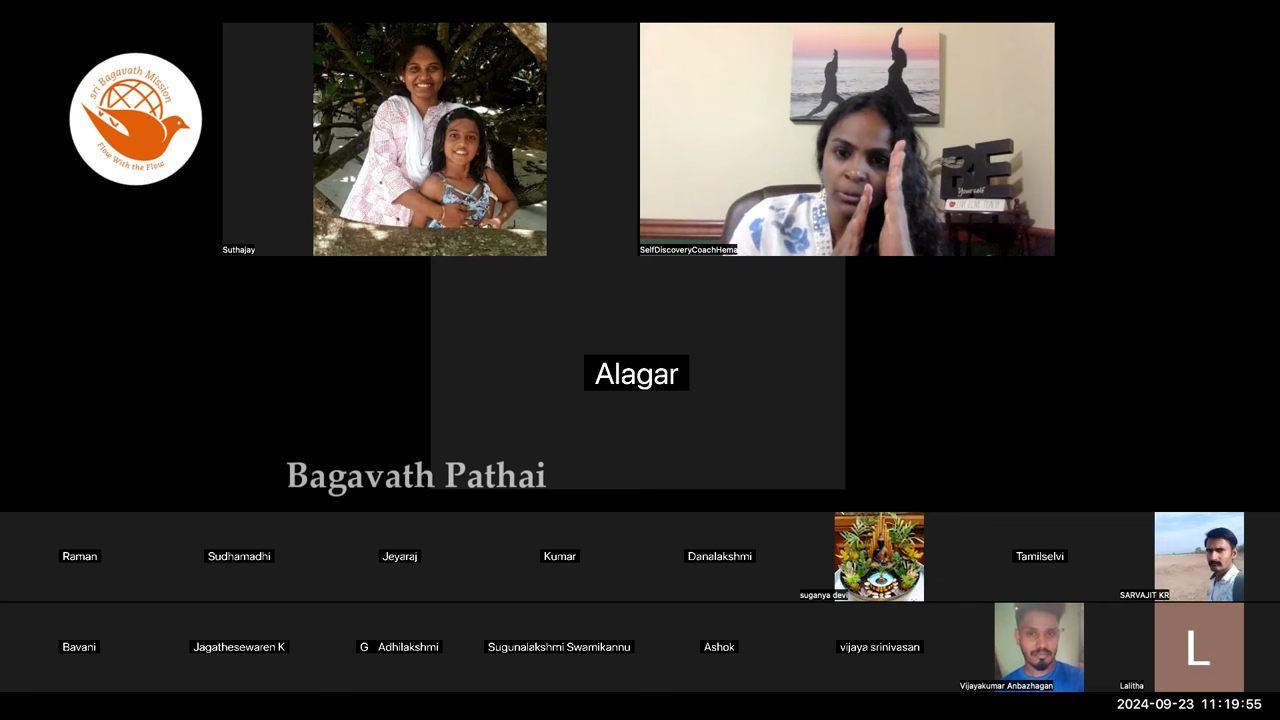 Sri Bagavath Mission
Flow With the Flow
Suthajay
SelfDiscoveryCoachHema
BE
Yourself
Alagar
Bagavath Pathai
Raman
Sudhamadhi
Jeyaraj
Kumar
Danalakshmi
suganya devi
Tamilselvi
SARVAJIT KR
Bavani
Jagathesewaren K
G Adhilakshmi
Sugunalakshmi Swamikannu
Ashok
vijaya srinivasan
Vijayakumar Anbazhagan
L
Lalitha
2024-09-23 11:19:55